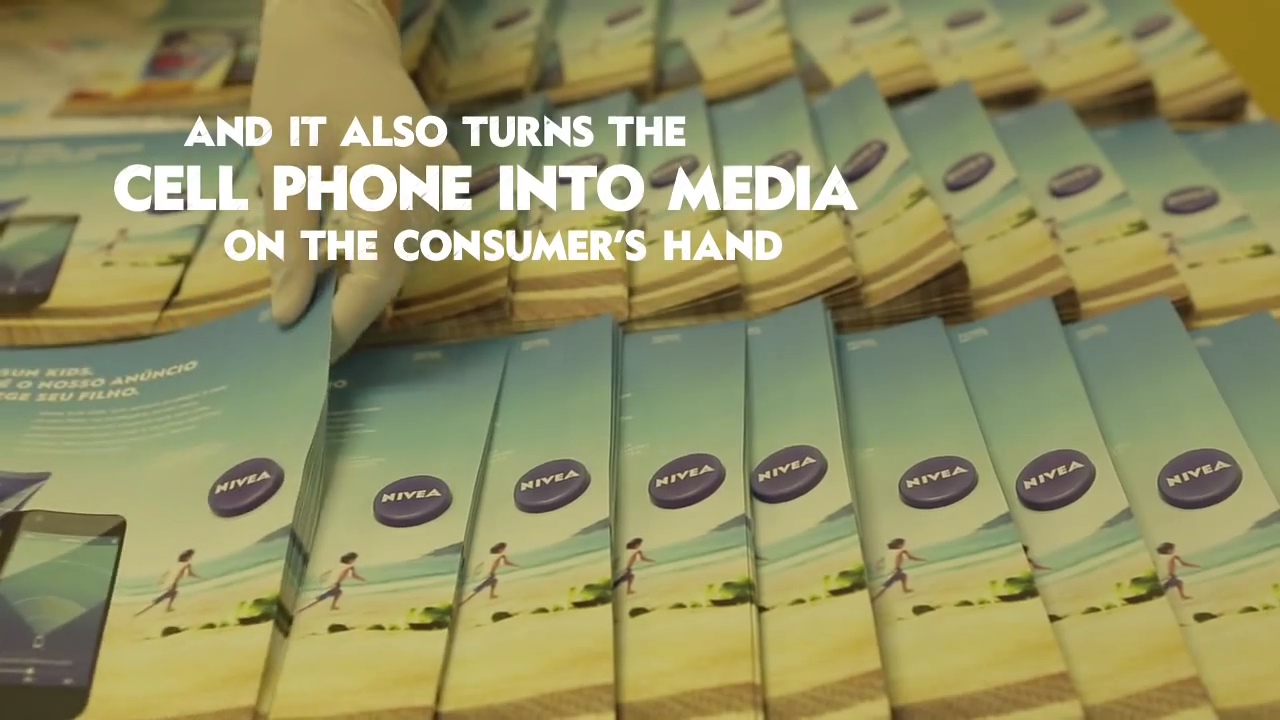 AND IT ALSO TURNS THE
CELL PHONE INTO MEDIA
ON THE CONSUMER'S HAND
SUN KIDS.
É O NOSSO ANÚNCIO
SEU FILHO.
NIVEA
NIVEA
NIVEA
NIVEA
NIVEA
NIVEA
NIVEA
NIVEA